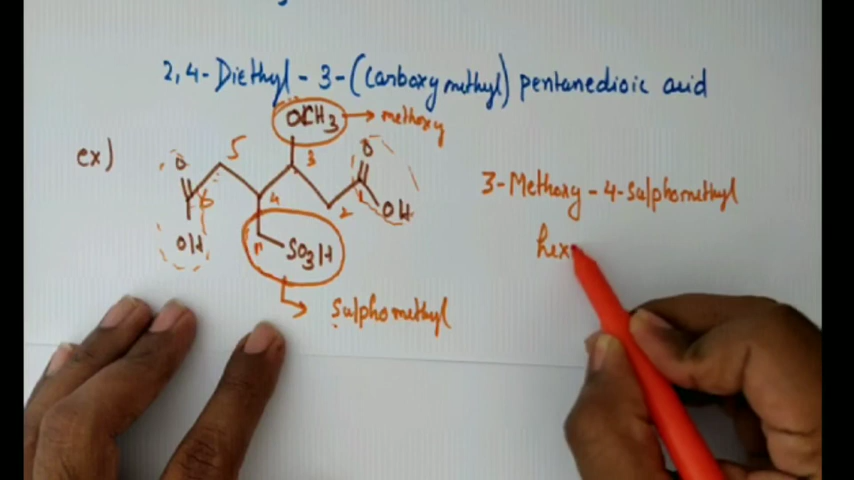 2,4-Diethyl-3-(carboxymethyl) pentanedioic acid
ex)
OCH3 → methoxy
O
5
3
O
6
4
2
1
OH
OH
SO3H
sulphomethyl
3-Methoxy-4-sulphomethyl
hex